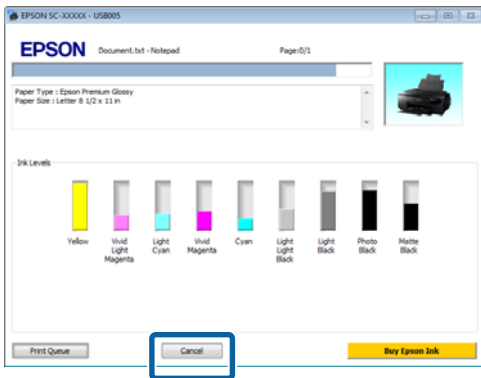 EPSON SC-XXXXX - USB005
EPSON Document.txt - Notepad Page:0/1
Paper Type : Epson Premium Glossy
Paper Size : Letter 8 1/2 x 11 in
Ink Levels
Yellow
Vivid
Light
Magenta
Light
Cyan
Vivid
Magenta
Cyan
Light
Light
Black
Light
Black
Photo
Black
Matte
Black
Print Queue Cancel Buy Epson Ink